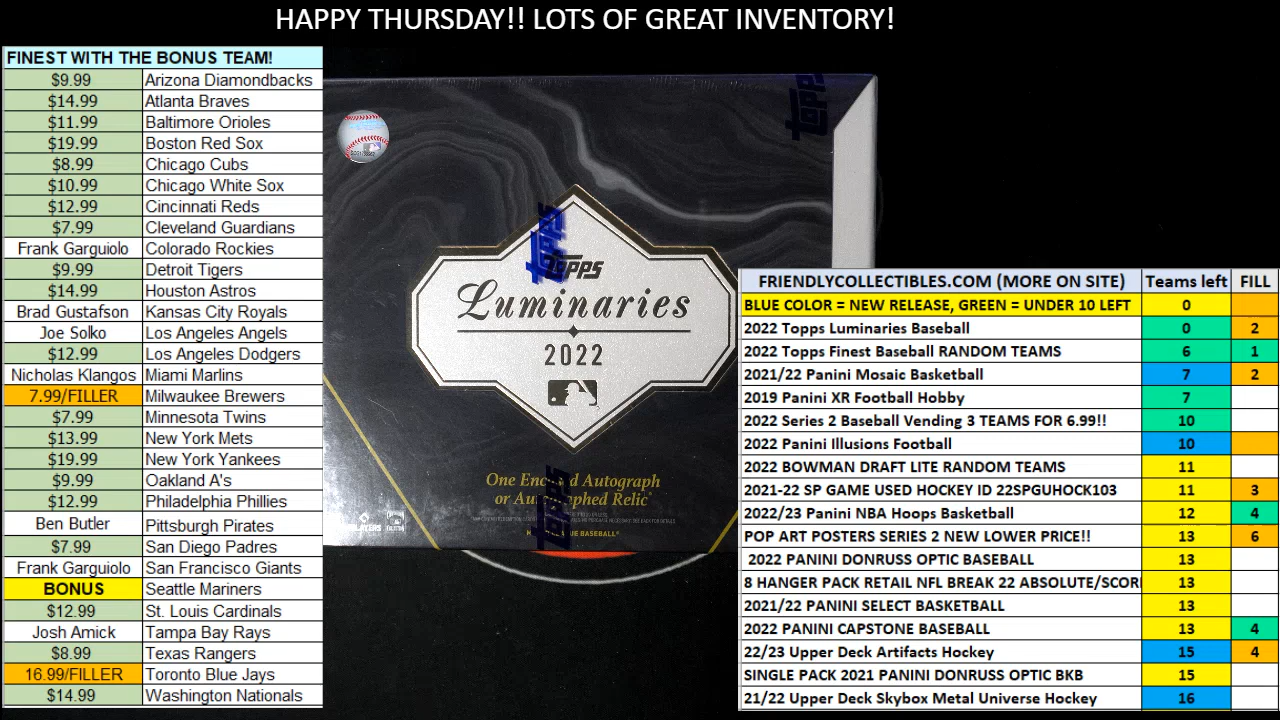 HAPPY THURSDAY!! LOTS OF GREAT INVENTORY!
FINEST WITH THE BONUS TEAM!
$9.99 Arizona Diamondbacks
$14.99 Atlanta Braves
$11.99 Baltimore Orioles
$19.99 Boston Red Sox
$8.99 Chicago Cubs
$10.99 Chicago White Sox
$12.99 Cincinnati Reds
$7.99 Cleveland Guardians
Frank Garguiolo Colorado Rockies
$9.99 Detroit Tigers
$14.99 Houston Astros
Brad Gustafson Kansas City Royals
Joe Solko Los Angeles Angels
$12.99 Los Angeles Dodgers
Nicholas Klangos Miami Marlins
7.99/FILLER Milwaukee Brewers
$7.99 Minnesota Twins
$13.99 New York Mets
$19.99 New York Yankees
$9.99 Oakland A's
$12.99 Philadelphia Phillies
Ben Butler Pittsburgh Pirates
$7.99 San Diego Padres
Frank Garguiolo San Francisco Giants
BONUS Seattle Mariners
$12.99 St. Louis Cardinals
Josh Amick Tampa Bay Rays
$8.99 Texas Rangers
16.99/FILLER Toronto Blue Jays
$14.99 Washington Nationals
topps
topps
TOPPS
Luminaries
2022
One Encased Autograph
or Autographed Relic*
topps
FRIENDLYCOLLECTIBLES.COM (MORE ON SITE) Teams left FILL
BLUE COLOR = NEW RELEASE, GREEN = UNDER 10 LEFT 0
2022 Topps Luminaries Baseball 0 2
2022 Topps Finest Baseball RANDOM TEAMS 6 1
2021/22 Panini Mosaic Basketball 7 2
2019 Panini XR Football Hobby 7
2022 Series 2 Baseball Vending 3 TEAMS FOR 6.99!! 10
2022 Panini Illusions Football 10
2022 BOWMAN DRAFT LITE RANDOM TEAMS 11
2021-22 SP GAME USED HOCKEY ID 22SPGUHOCK103 11 3
2022/23 Panini NBA Hoops Basketball 12 4
POP ART POSTERS SERIES 2 NEW LOWER PRICE!! 13 6
2022 PANINI DONRUSS OPTIC BASEBALL 13
8 HANGER PACK RETAIL NFL BREAK 22 ABSOLUTE/SCORI 13
2021/22 PANINI SELECT BASKETBALL 13
2022 PANINI CAPSTONE BASEBALL 13 4
22/23 Upper Deck Artifacts Hockey 15 4
SINGLE PACK 2021 PANINI DONRUSS OPTIC BKB 15
21/22 Upper Deck Skybox Metal Universe Hockey 16